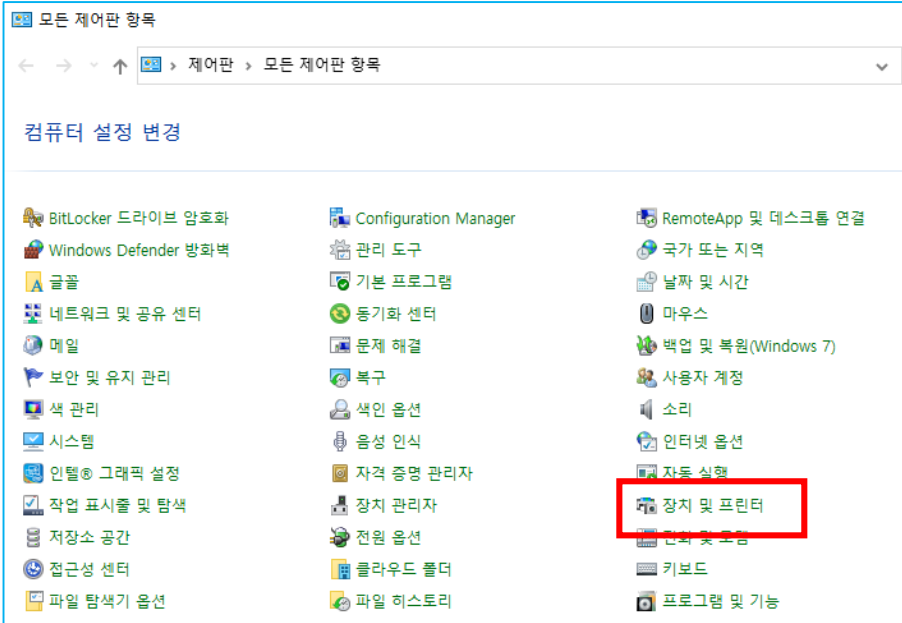 모든 제어판 항목
제어판 › 모든 제어판 항목
컴퓨터 설정 변경
BitLocker 드라이브 암호화 Configuration Manager RemoteApp 및 데스크톱 연결
Windows Defender 방화벽 관리 도구 국가 또는 지역
글꼴 기본 프로그램 날짜 및 시간
네트워크 및 공유 센터 동기화 센터 마우스
메일 문제 해결 백업 및 복원(Windows 7)
보안 및 유지 관리 복구 사용자 계정
색 관리 색인 옵션 소리
시스템 음성 인식 인터넷 옵션
인텔® 그래픽 설정 자격 증명 관리자 자동 실행
작업 표시줄 및 탐색 장치 관리자 장치 및 프린터
저장소 공간 전원 옵션 전화 및 모뎀
접근성 센터 클라우드 폴더 키보드
파일 탐색기 옵션 파일 히스토리 프로그램 및 기능